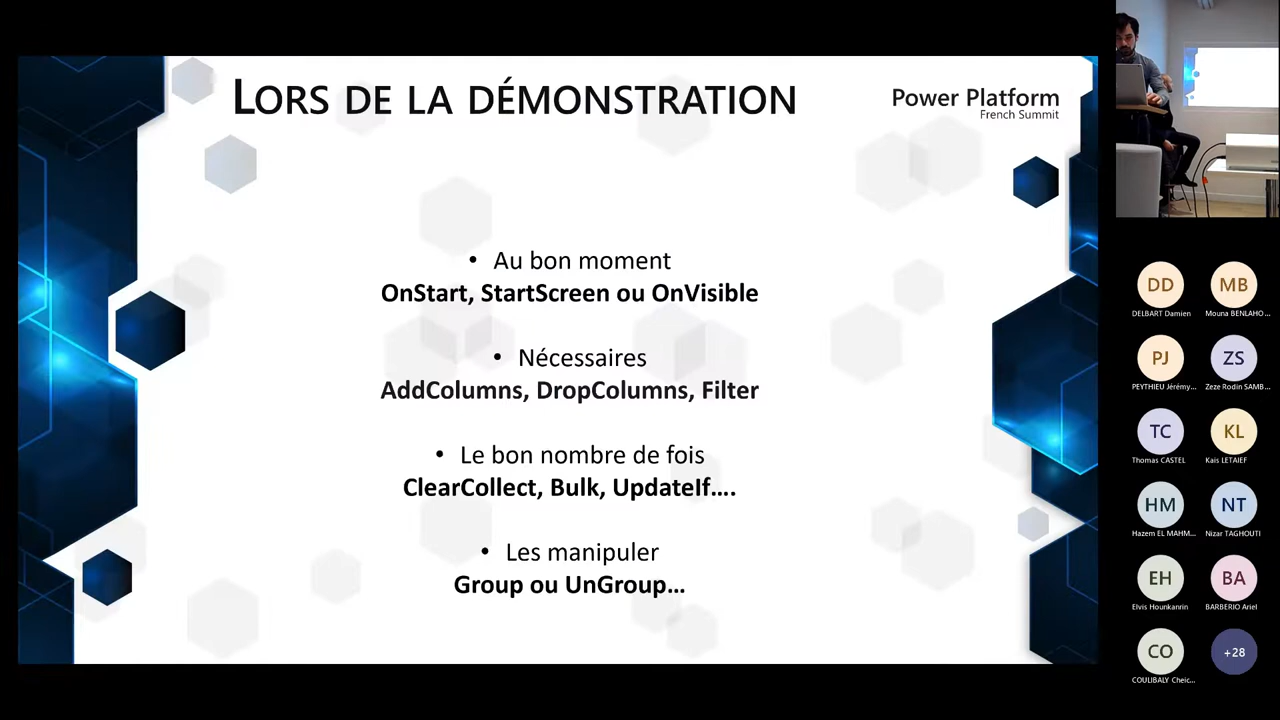 LORS DE LA DÉMONSTRATION
Power Platform
French Summit
• Au bon moment
OnStart, StartScreen ou OnVisible
• Nécessaires
AddColumns, DropColumns, Filter
• Le bon nombre de fois
ClearCollect, Bulk, UpdateIf....
• Les manipuler
Group ou UnGroup...
DD
MB
DELBART Damien
Mouna BENLAHO...
PJ
ZS
PEYTHIEU Jérémy...
Zeze Rodin SAMB...
TC
KL
Thomas CASTEL
Kais LETAIEF
HM
NT
Hazem EL MAHM...
Nizar TAGHOUTI
EH
BA
Elvis Hounkanrin
BARBERIO Ariel
CO
+28
COULIBALY Cheic...